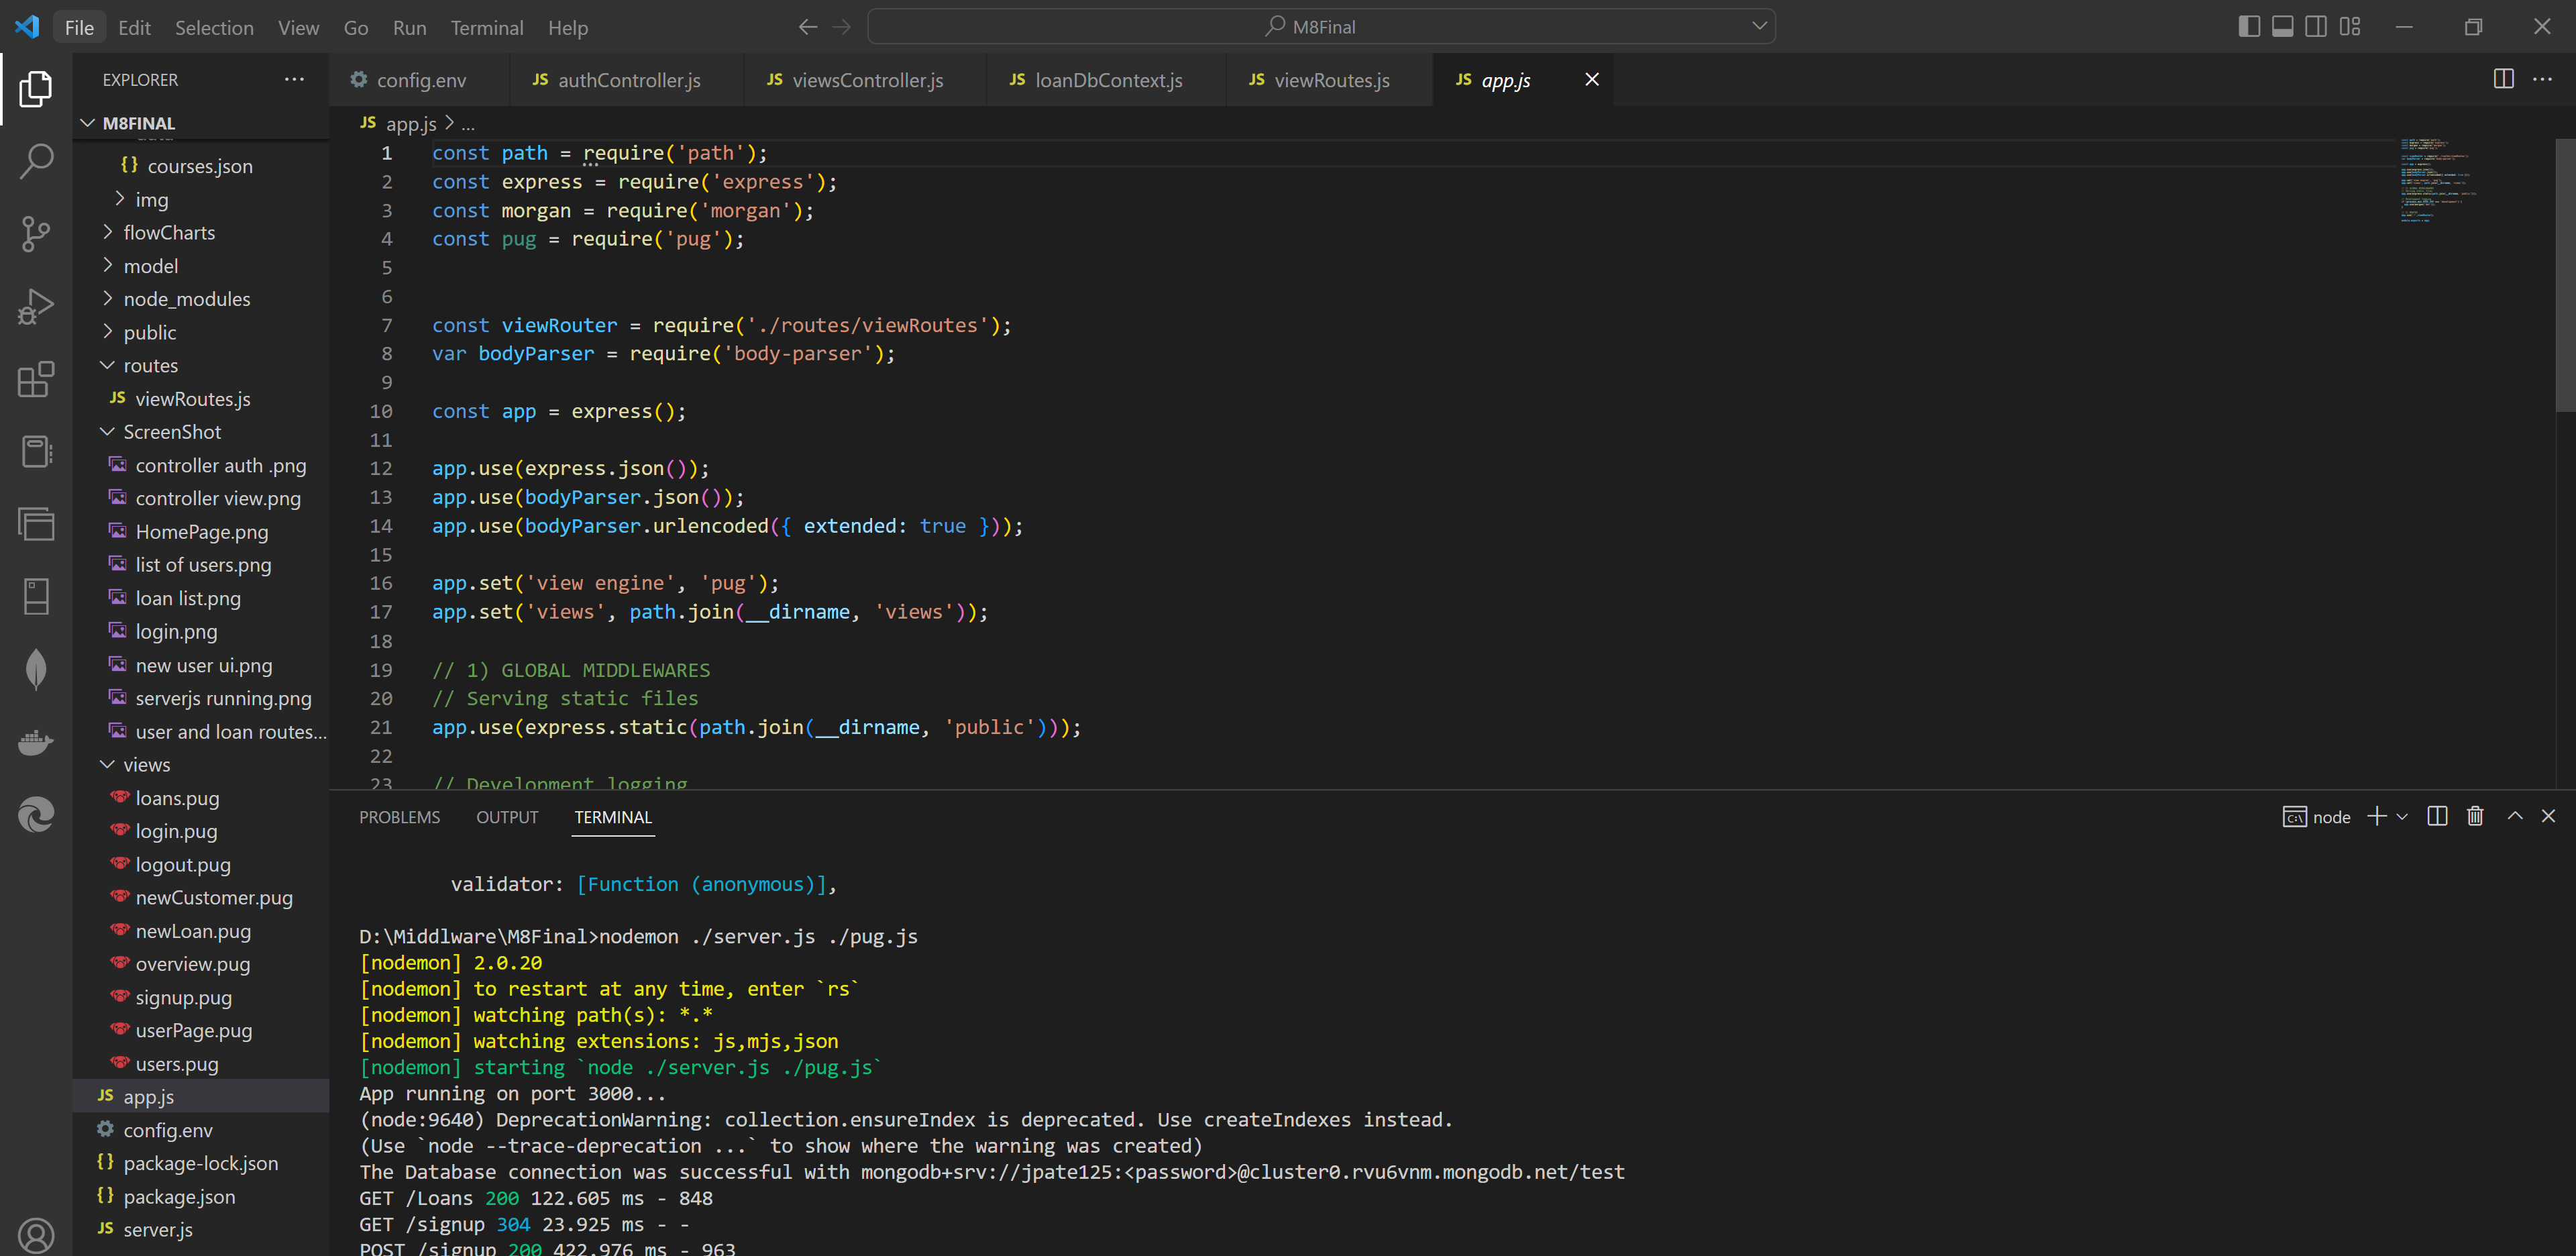 File Edit Selection View Go Run Terminal Help
M8Final
EXPLORER
M8FINAL
{} courses.json
img
flowCharts
model
node_modules
public
routes
JS viewRoutes.js
ScreenShot
controller auth .png
controller view.png
HomePage.png
list of users.png
loan list.png
login.png
new user ui.png
serverjs running.png
user and loan routes...
views
loans.pug
login.pug
logout.pug
newCustomer.pug
newLoan.pug
overview.pug
signup.pug
userPage.pug
users.pug
JS app.js
config.env
{} package-lock.json
{} package.json
JS server.js
config.env JS authController.js JS viewsController.js JS loanDbContext.js JS viewRoutes.js JS app.js
JS app.js > ...
1 const path = require('path');
2 const express = require('express');
3 const morgan = require('morgan');
4 const pug = require('pug');
5
6
7 const viewRouter = require('./routes/viewRoutes');
8 var bodyParser = require('body-parser');
9
10 const app = express();
11
12 app.use(express.json());
13 app.use(bodyParser.json());
14 app.use(bodyParser.urlencoded({ extended: true }));
15
16 app.set('view engine', 'pug');
17 app.set('views', path.join(__dirname, 'views'));
18
19 // 1) GLOBAL MIDDLEWARES
20 // Serving static files
21 app.use(express.static(path.join(__dirname, 'public')));
22
23 // Development logging
PROBLEMS OUTPUT TERMINAL
node
validator: [Function (anonymous)],
D:\Middlware\M8Final>nodemon ./server.js ./pug.js
[nodemon] 2.0.20
[nodemon] to restart at any time, enter `rs`
[nodemon] watching path(s): *.*
[nodemon] watching extensions: js,mjs,json
[nodemon] starting `node ./server.js ./pug.js`
App running on port 3000...
(node:9640) DeprecationWarning: collection.ensureIndex is deprecated. Use createIndexes instead.
(Use `node --trace-deprecation ...` to show where the warning was created)
The Database connection was successful with mongodb+srv://jpate125:<password>@cluster0.rvu6vnm.mongodb.net/test
GET /Loans 200 122.605 ms - 848
GET /signup 304 23.925 ms - -
POST /signup 200 422.976 ms - 963